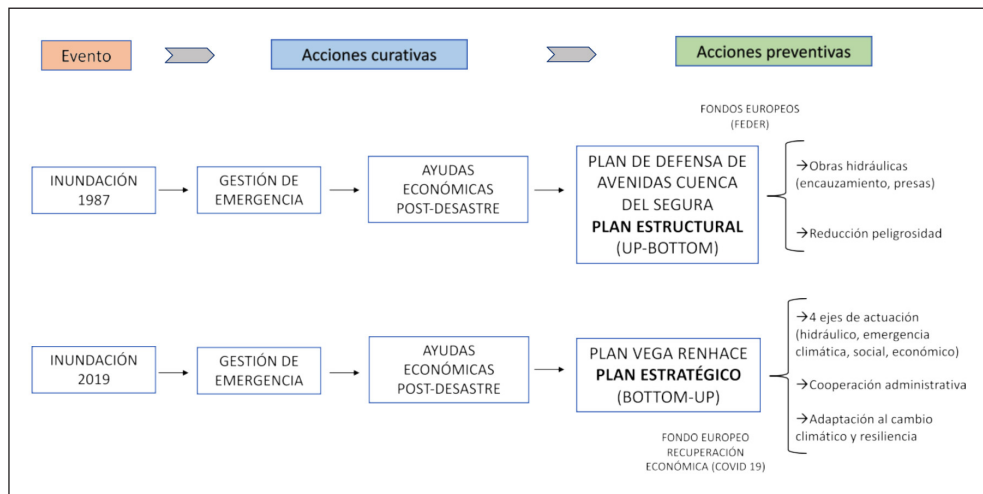 Evento
Acciones curativas
Acciones preventivas
FONDOS EUROPEOS
(FEDER)
INUNDACIÓN
1987
GESTIÓN DE
EMERGENCIA
AYUDAS
ECONÓMICAS
POST-DESASTRE
PLAN DE DEFENSA DE
AVENIDAS CUENCA
DEL SEGURA
PLAN ESTRUCTURAL
(UP-BOTTOM)
→Obras hidráulicas
(encauzamiento, presas)
→Reducción peligrosidad
INUNDACIÓN
2019
GESTIÓN DE
EMERGENCIA
AYUDAS
ECONÓMICAS
POST-DESASTRE
PLAN VEGA RENHACE
PLAN ESTRATÉGICO
(BOTTOM-UP)
→4 ejes de actuación
(hidráulico, emergencia
climática, social, económico)
→Cooperación administrativa
→Adaptación al cambio
climático y resiliencia
FONDO EUROPEO
RECUPERACIÓN
ECONÓMICA (COVID 19)